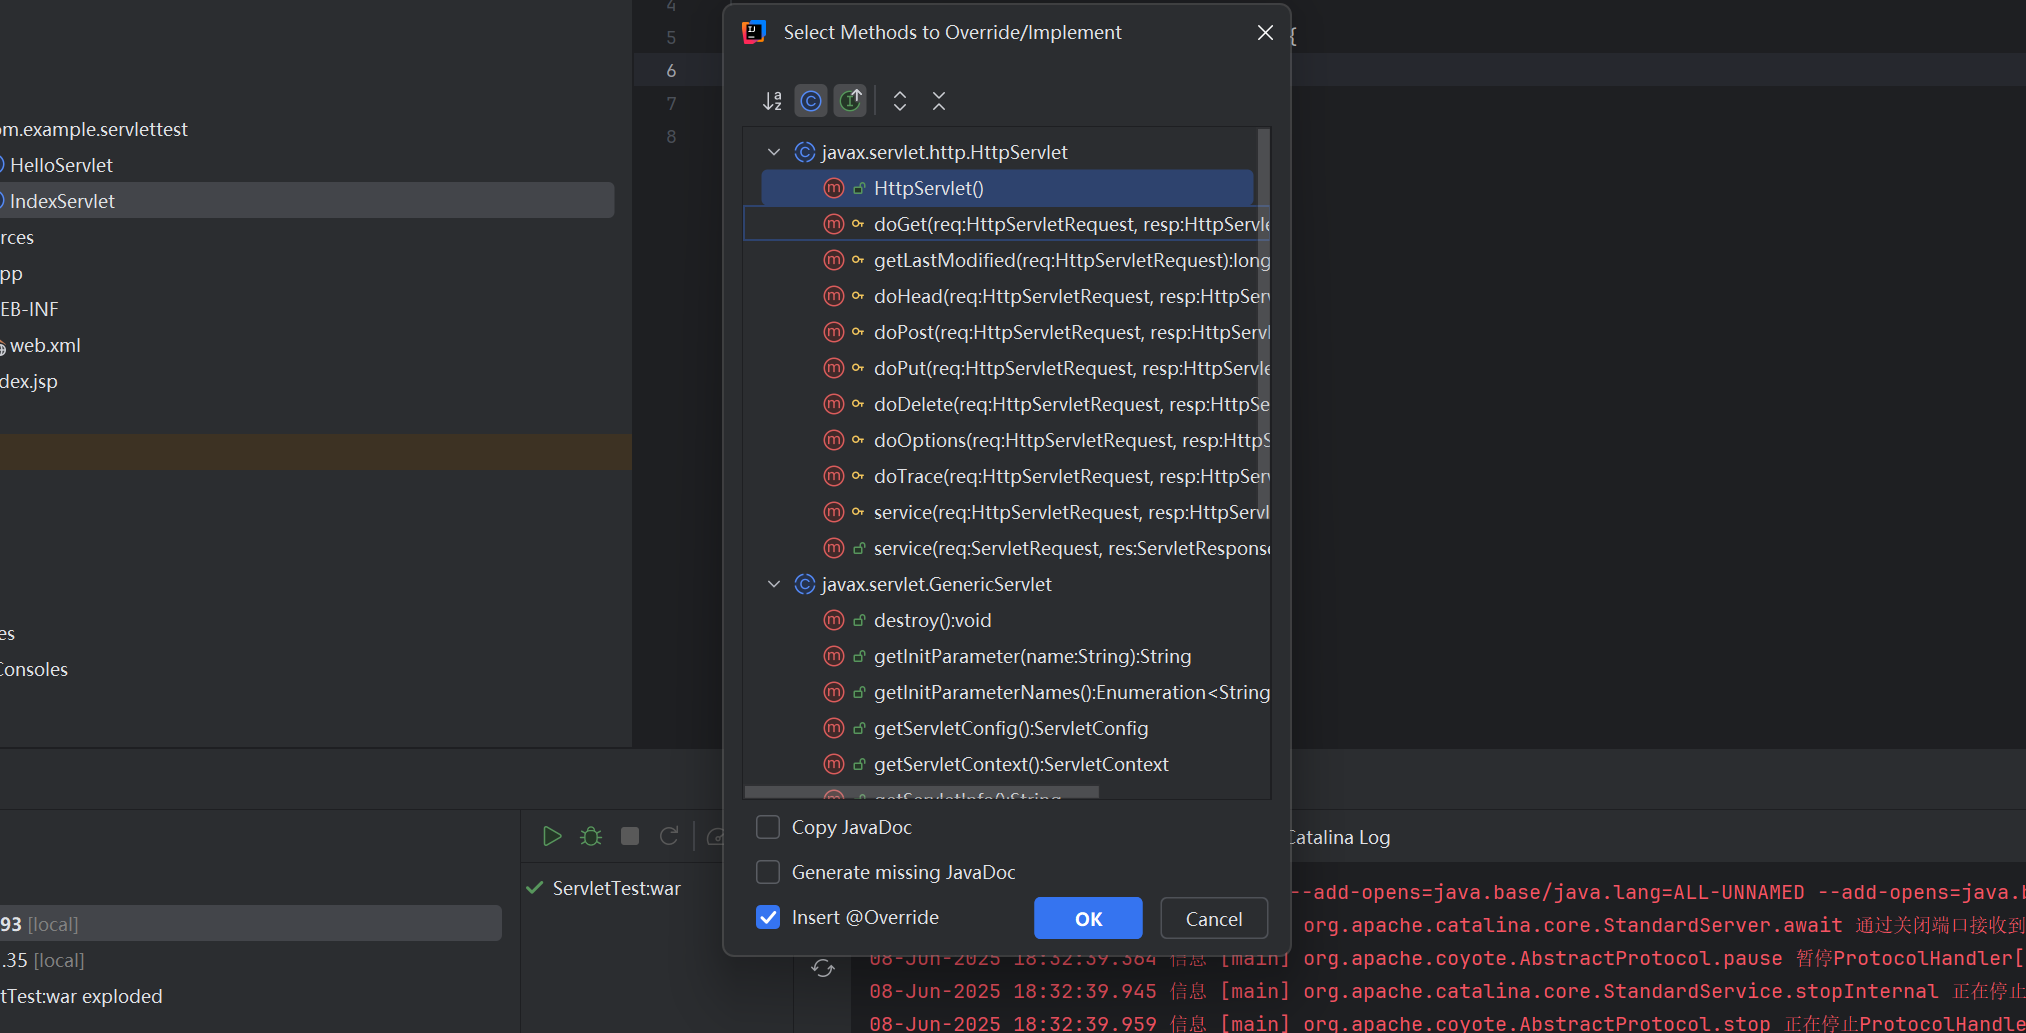 4
5
6
7
8
{
om.example.servlettest
HelloServlet
IndexServlet
rces
pp
EB-INF
web.xml
dex.jsp
es
Consoles
Select Methods to Override/Implement
javax.servlet.http.HttpServlet
HttpServlet()
doGet(req:HttpServletRequest, resp:HttpServle
getLastModified(req:HttpServletRequest):long
doHead(req:HttpServletRequest, resp:HttpServ
doPost(req:HttpServletRequest, resp:HttpServl
doPut(req:HttpServletRequest, resp:HttpServle
doDelete(req:HttpServletRequest, resp:HttpSe
doOptions(req:HttpServletRequest, resp:HttpS
doTrace(req:HttpServletRequest, resp:HttpServ
service(req:HttpServletRequest, resp:HttpServl
service(req:ServletRequest, res:ServletResponse
javax.servlet.GenericServlet
destroy():void
getInitParameter(name:String):String
getInitParameterNames():Enumeration<String
getServletConfig():ServletConfig
getServletContext():ServletContext
getServletInfo():String
Copy JavaDoc
Generate missing JavaDoc
Insert @Override
OK
Cancel
93 [local]
.35 [local]
tTest:war exploded
ServletTest:war
Catalina Log
--add-opens=java.base/java.lang=ALL-UNNAMED --add-opens=java.b
org.apache.catalina.core.StandardServer.await 通过关闭端口接收到
08-Jun-2025 18:32:39.364 信息 [main] org.apache.coyote.AbstractProtocol.pause 暂停ProtocolHandler[
08-Jun-2025 18:32:39.945 信息 [main] org.apache.catalina.core.StandardService.stopInternal 正在停止
08-Jun-2025 18:32:39.959 信息 [main] org.apache.coyote.AbstractProtocol.stop 正在停止ProtocolHandle